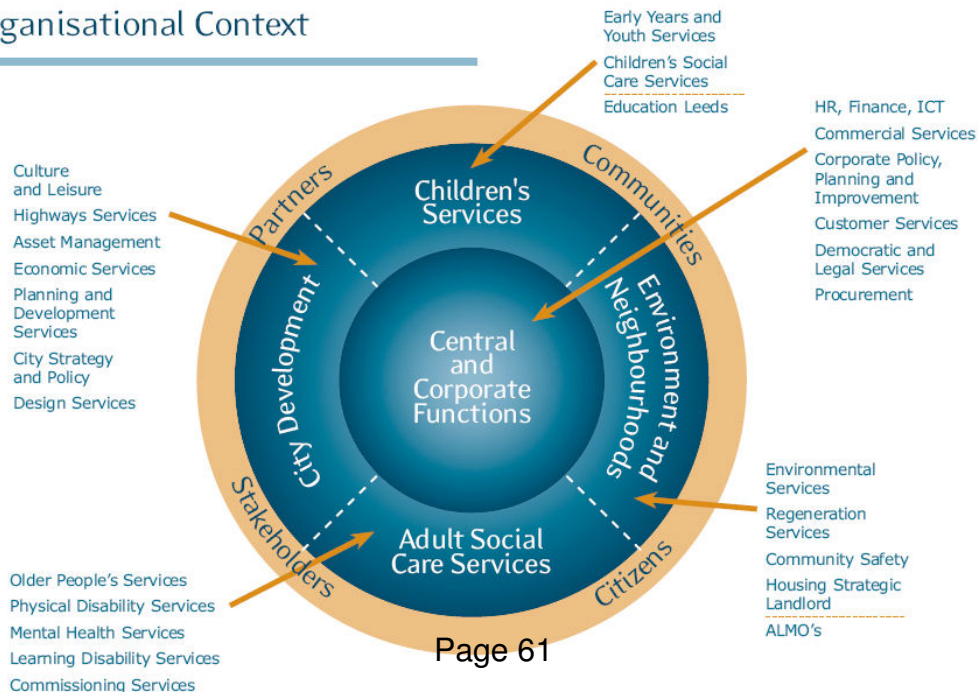 ganisational Context
Early Years and
Youth Services
Children's Social
Care Services
Education Leeds
HR, Finance, ICT
Commercial Services
Corporate Policy,
Planning and
Improvement
Customer Services
Democratic and
Legal Services
Procurement
Culture
and Leisure
Highways Services
Asset Management
Economic Services
Planning and
Development
Services
City Strategy
and Policy
Design Services
Partners
Communities
Children's
Services
City Development
Central
and
Corporate
Functions
Environment and
Neighbourhoods
Adult Social
Care Services
Stakeholders
Citizens
Environmental
Services
Regeneration
Services
Community Safety
Housing Strategic
Landlord
ALMO's
Older People's Services
Physical Disability Services
Mental Health Services
Learning Disability Services
Commissioning Services
Page 61